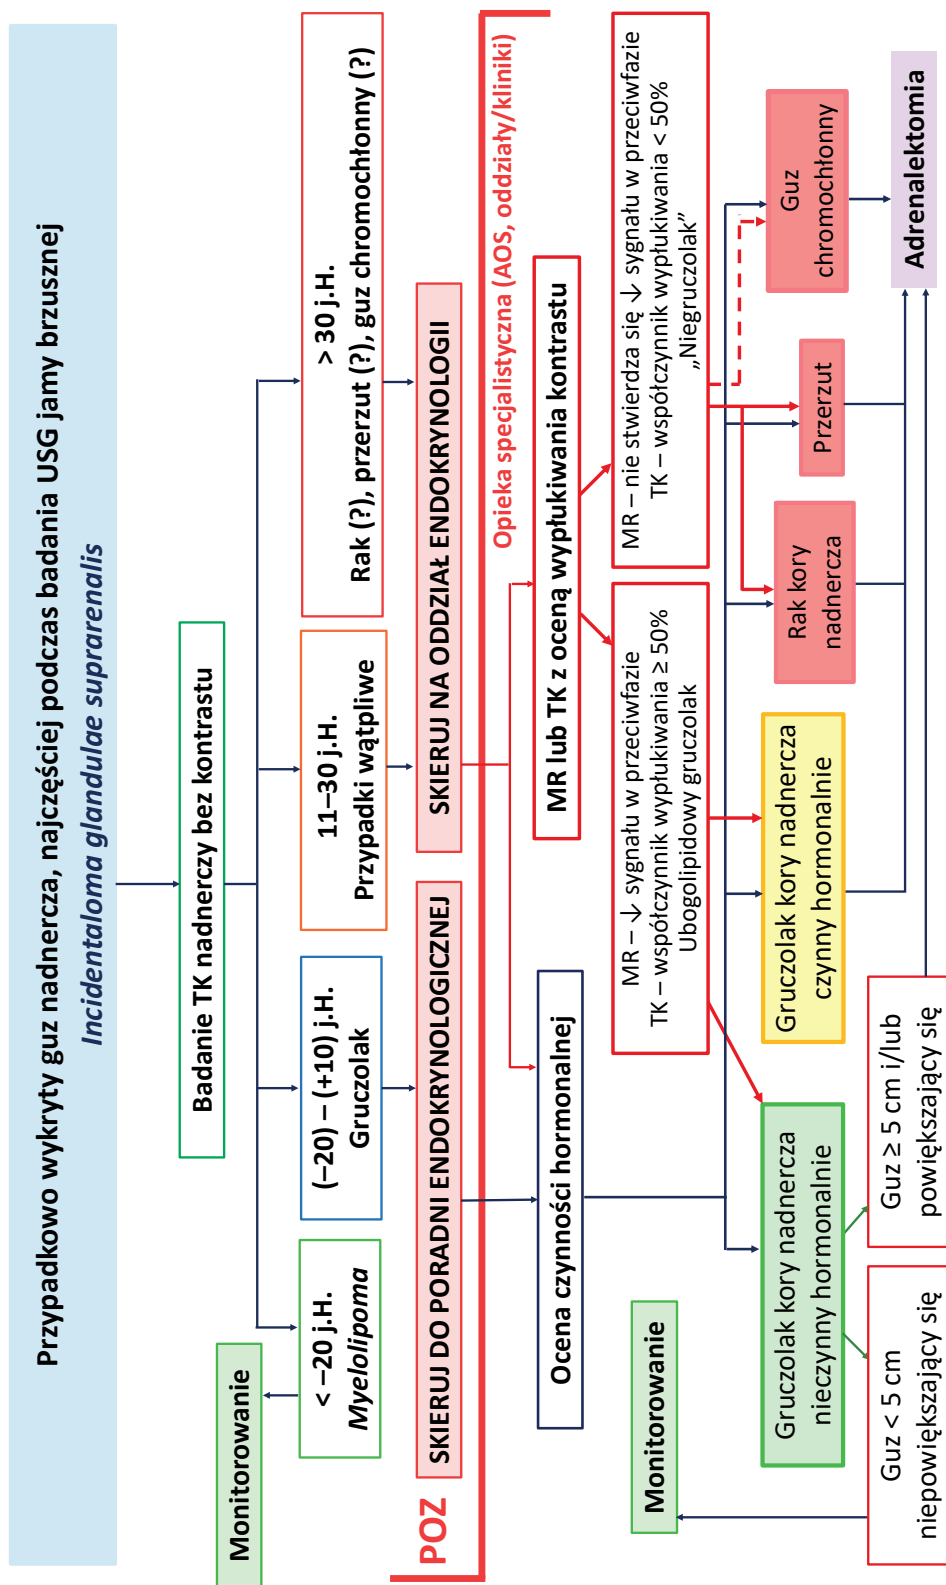 Przypadkowo wykryty guz nadnercza, najczęściej podczas badania USG jamy brzusznej
Incidentaloma glandulae suprarenalis
Badanie TK nadnerczy bez kontrastu
Monitorowanie
< –20 j.H.
Myelolipoma
(–20) – (+10) j.H.
Gruczolak
11–30 j.H.
Przypadki wątpliwe
> 30 j.H.
Rak (?), przerzut (?), guz chromochłonny (?)
SKIERUJ DO PORADNI ENDOKRYNOLOGICZNEJ
SKIERUJ NA ODDZIAŁ ENDOKRYNOLOGII
POZ
Opieka specjalistyczna (AOS, oddziały/kliniki)
Ocena czynności hormonalnej
MR lub TK z oceną wypłukiwania kontrastu
MR – ↓ sygnału w przeciwfazie
TK – współczynnik wypłukiwania ≥ 50%
Ubogolipidowy gruczolak
MR – nie stwierdza się ↓ sygnału w przeciwfazie
TK – współczynnik wypłukiwania < 50%
„Niegruczolak”
Monitorowanie
Gruczolak kory nadnercza
nieczynny hormonalnie
Gruczolak kory nadnercza
czynny hormonalnie
Rak kory
nadnercza
Przerzut
Guz
chromochłonny
Guz < 5 cm
niepowiększający się
Guz ≥ 5 cm i/lub
powiększający się
Adrenalektomia